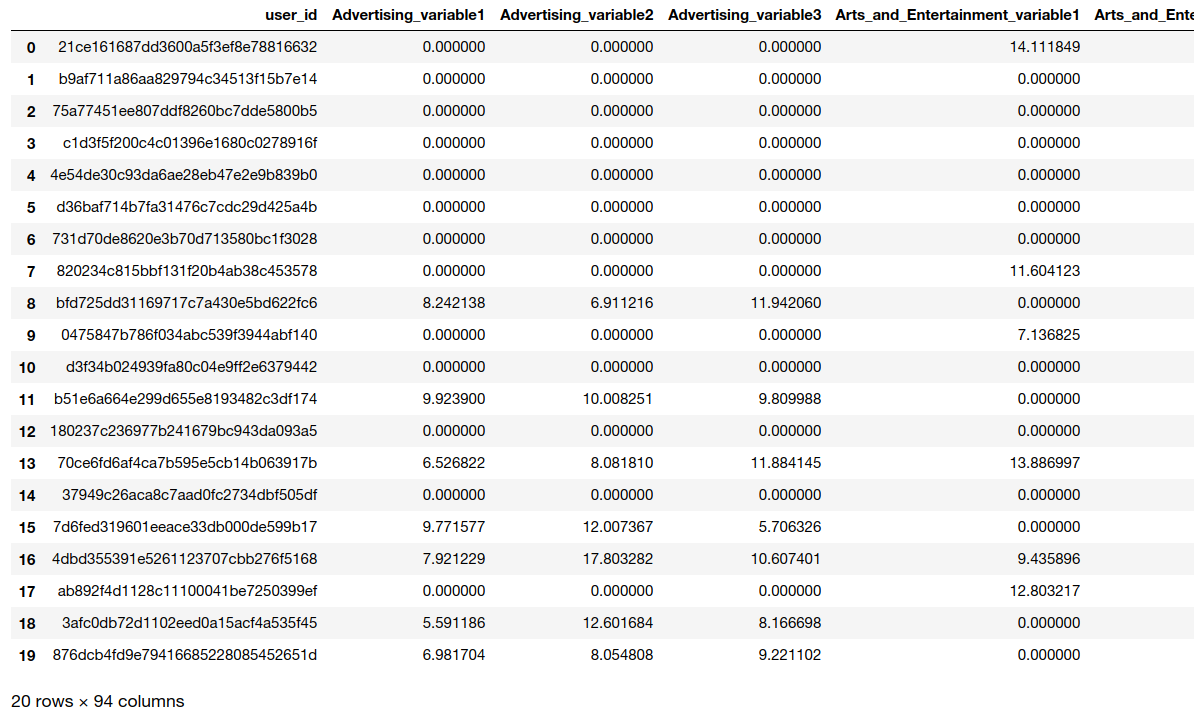 user_id Advertising_variable1 Advertising_variable2 Advertising_variable3 Arts_and_Entertainment_variable1 Arts_and_Ente
0 21ce161687dd3600a5f3ef8e78816632 0.000000 0.000000 0.000000 14.111849
1 b9af711a86aa829794c34513f15b7e14 0.000000 0.000000 0.000000 0.000000
2 75a77451ee807ddf8260bc7dde5800b5 0.000000 0.000000 0.000000 0.000000
3 c1d3f5f200c4c01396e1680c0278916f 0.000000 0.000000 0.000000 0.000000
4 4e54de30c93da6ae28eb47e2e9b839b0 0.000000 0.000000 0.000000 0.000000
5 d36baf714b7fa31476c7cdc29d425a4b 0.000000 0.000000 0.000000 0.000000
6 731d70de8620e3b70d713580bc1f3028 0.000000 0.000000 0.000000 0.000000
7 820234c815bbf131f20b4ab38c453578 0.000000 0.000000 0.000000 11.604123
8 bfd725dd31169717c7a430e5bd622fc6 8.242138 6.911216 11.942060 0.000000
9 0475847b786f034abc539f3944abf140 0.000000 0.000000 0.000000 7.136825
10 d3f34b024939fa80c04e9ff2e6379442 0.000000 0.000000 0.000000 0.000000
11 b51e6a664e299d655e8193482c3df174 9.923900 10.008251 9.809988 0.000000
12 180237c236977b241679bc943da093a5 0.000000 0.000000 0.000000 0.000000
13 70ce6fd6af4ca7b595e5cb14b063917b 6.526822 8.081810 11.884145 13.886997
14 37949c26aca8c7aad0fc2734dbf505df 0.000000 0.000000 0.000000 0.000000
15 7d6fed319601eeace33db000de599b17 9.771577 12.007367 5.706326 0.000000
16 4dbd355391e5261123707cbb276f5168 7.921229 17.803282 10.607401 9.435896
17 ab892f4d1128c11100041be7250399ef 0.000000 0.000000 0.000000 12.803217
18 3afc0db72d1102eed0a15acf4a535f45 5.591186 12.601684 8.166698 0.000000
19 876dcb4fd9e79416685228085452651d 6.981704 8.054808 9.221102 0.000000
20 rows × 94 columns